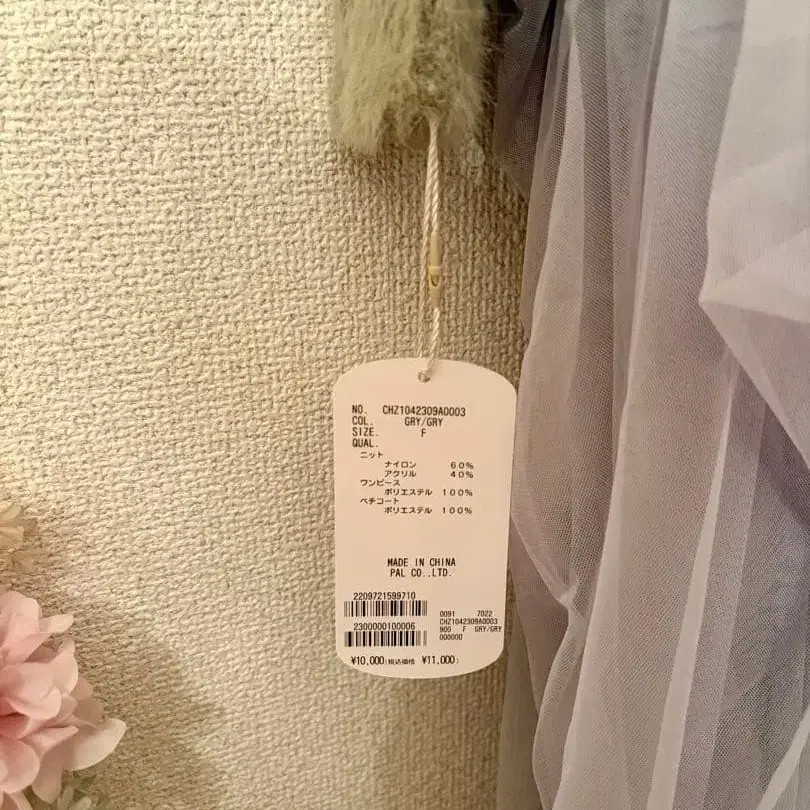 NO. CHZ1042309A0003
COL. GRY/GRY
SIZE. F
QUAL.
ニット
ナイロン 60%
アクリル 40%
ワンピース
ポリエステル 100%
ペチコート
ポリエステル 100%
MADE IN CHINA
PAL CO.,LTD.
2209721599710
2300000100006
0091 7022
CHZ1042309A0003
900 F GRY/GRY
000000
¥10,000(税込価格 ¥11,000)